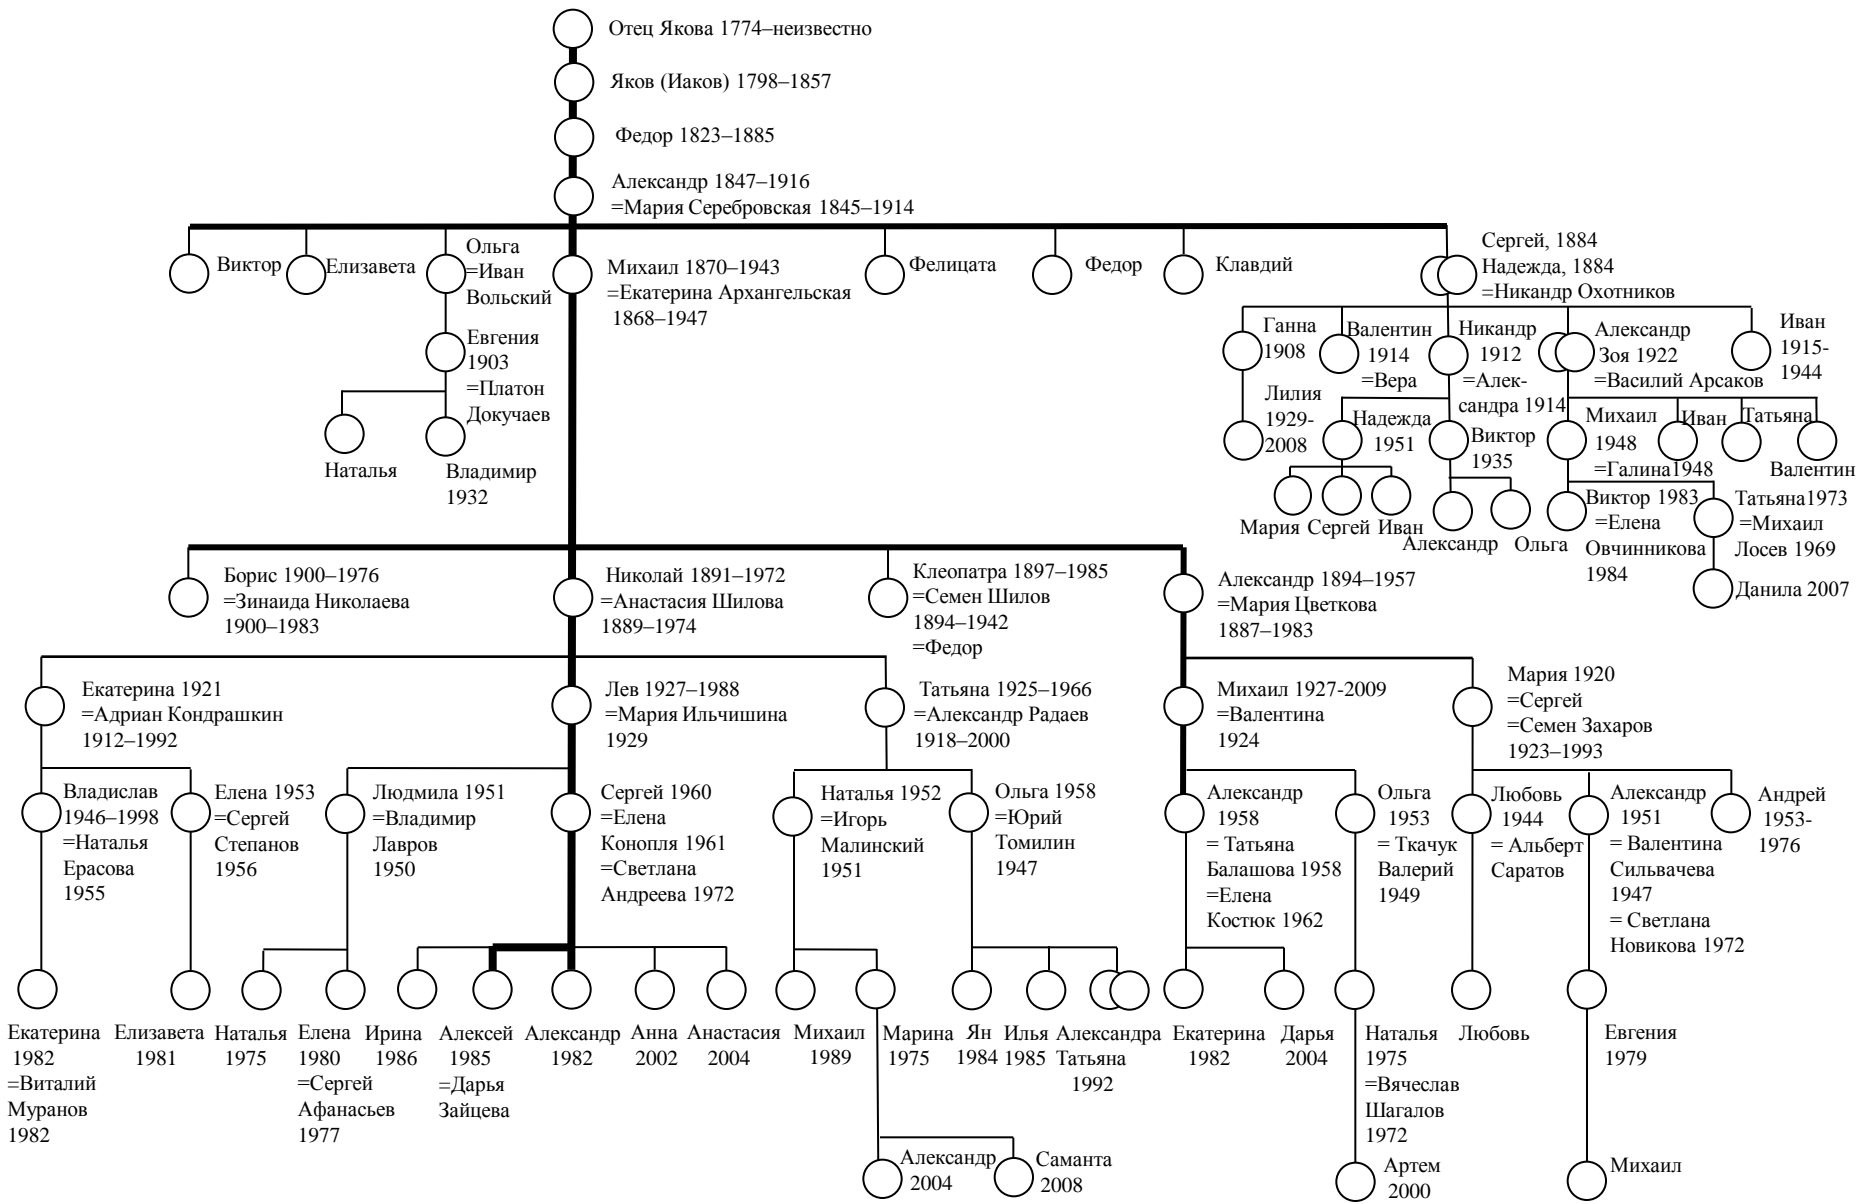 Отец Якова 1774–неизвестно
Яков (Иаков) 1798–1857
Федор 1823–1885
Александр 1847–1916
=Мария Серебровская 1845–1914
Виктор
Елизавета
Ольга
=Иван
Вольский
Михаил 1870–1943
=Екатерина Архангельская
1868–1947
Фелицата
Федор
Клавдий
Сергей, 1884
Надежда, 1884
=Никандр Охотников
Евгения
1903
=Платон
Докучаев
Ганна
1908
Валентин
1914
=Вера
Никандр
1912
=Алек-
сандра 1914
Александр
Зоя 1922
=Василий Арсаков
Иван
1915-
1944
Наталья
Владимир
1932
Лилия
1929-
2008
Надежда
1951
Виктор
1935
Михаил
1948
=Галина1948
Иван
Татьяна
Валентин
Мария
Сергей
Иван
Александр
Ольга
Виктор 1983
=Елена
Овчинникова
1984
Татьяна1973
=Михаил
Лосев 1969
Данила 2007
Борис 1900–1976
=Зинаида Николаева
1900–1983
Николай 1891–1972
=Анастасия Шилова
1889–1974
Клеопатра 1897–1985
=Семен Шилов
1894–1942
=Федор
Александр 1894–1957
=Мария Цветкова
1887–1983
Екатерина 1921
=Адриан Кондрашкин
1912–1992
Лев 1927–1988
=Мария Ильчишина
1929
Татьяна 1925–1966
=Александр Радаев
1918–2000
Михаил 1927-2009
=Валентина
1924
Мария 1920
=Сергей
=Семен Захаров
1923–1993
Владислав
1946–1998
=Наталья
Ерасова
1955
Елена 1953
=Сергей
Степанов
1956
Людмила 1951
=Владимир
Лавров
1950
Сергей 1960
=Елена
Конопля 1961
=Светлана
Андреева 1972
Наталья 1952
=Игорь
Малинский
1951
Ольга 1958
=Юрий
Томилин
1947
Александр
1958
= Татьяна
Балашова 1958
=Елена
Костюк 1962
Ольга
1953
= Ткачук
Валерий
1949
Любовь
1944
= Альберт
Саратов
Александр
1951
= Валентина
Сильвачева
1947
= Светлана
Новикова 1972
Андрей
1953-
1976
Екатерина
1982
=Виталий
Муранов
1982
Елизавета
1981
Наталья
1975
Елена
1980
=Сергей
Афанасьев
1977
Ирина
1986
Алексей
1985
=Дарья
Зайцева
Александр
1982
Анна
2002
Анастасия
2004
Михаил
1989
Марина
1975
Ян
1984
Илья
1985
Александра
Татьяна
1992
Екатерина
1982
Дарья
2004
Наталья
1975
=Вячеслав
Шагалов
1972
Любовь
Евгения
1979
Александр
2004
Саманта
2008
Артем
2000
Михаил